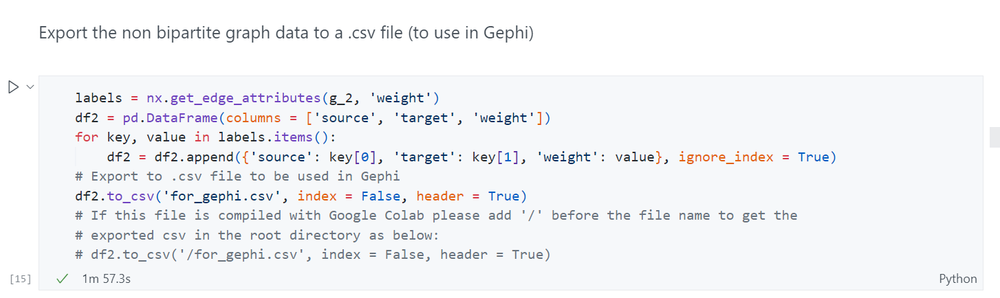 Export the non bipartite graph data to a .csv file (to use in Gephi)
labels = nx.get_edge_attributes(g_2, 'weight')
df2 = pd.DataFrame(columns = ['source', 'target', 'weight'])
for key, value in labels.items():
    df2 = df2.append({'source': key[0], 'target': key[1], 'weight': value}, ignore_index = True)
# Export to .csv file to be used in Gephi
df2.to_csv('for_gephi.csv', index = False, header = True)
# If this file is compiled with Google Colab please add '/' before the file name to get the
# exported csv in the root directory as below:
# df2.to_csv('/for_gephi.csv', index = False, header = True)
[15] 1m 57.3s Python